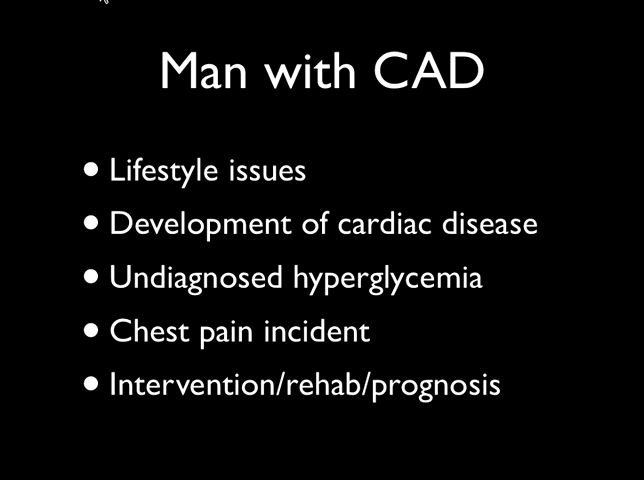 Man with CAD
• Lifestyle issues
• Development of cardiac disease
• Undiagnosed hyperglycemia
• Chest pain incident
• Intervention/rehab/prognosis